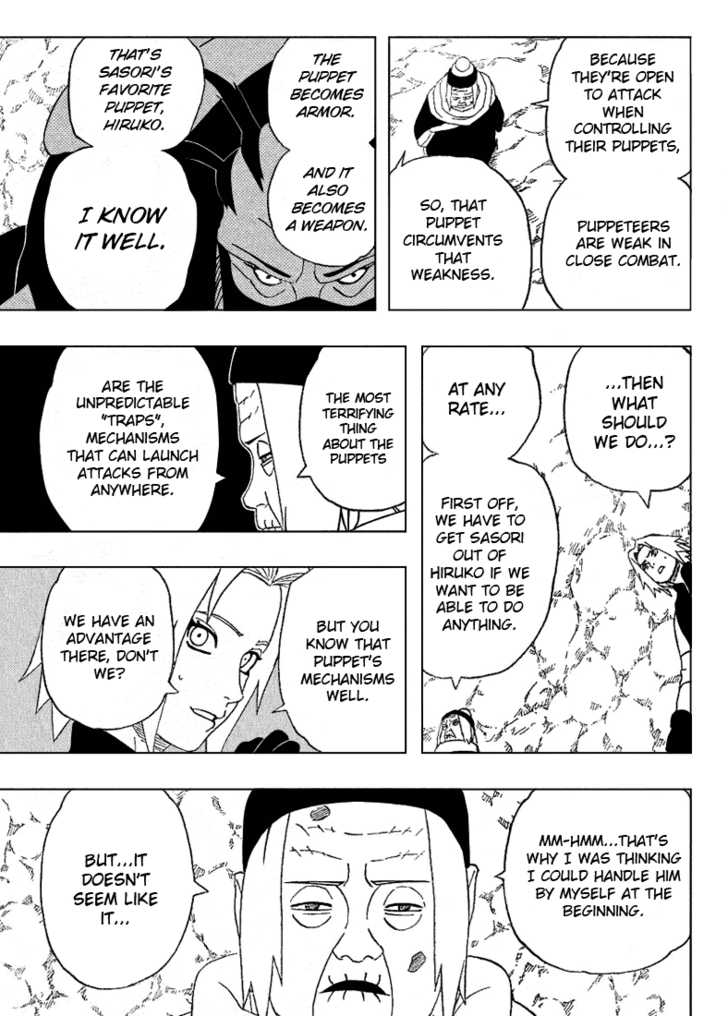 BECAUSE
THEY'RE OPEN
TO ATTACK
WHEN
CONTROLLING
THEIR PUPPETS,
PUPPETEERS
ARE WEAK IN
CLOSE COMBAT.
SO, THAT
PUPPET
CIRCUMVENTS
THAT
WEAKNESS.
THE
PUPPET
BECOMES
ARMOR.
AND IT
ALSO
BECOMES
A WEAPON.
THAT'S
SASORI'S
FAVORITE
PUPPET,
HIRUKO.
I KNOW
IT WELL.
...THEN
WHAT
SHOULD
WE DO...?
AT ANY
RATE...
FIRST OFF,
WE HAVE TO
GET SASORI
OUT OF
HIRUKO IF WE
WANT TO BE
ABLE TO DO
ANYTHING.
THE MOST
TERRIFYING
THING
ABOUT THE
PUPPETS
ARE THE
UNPREDICTABLE
"TRAPS",
MECHANISMS
THAT CAN LAUNCH
ATTACKS FROM
ANYWHERE.
BUT YOU
KNOW THAT
PUPPET'S
MECHANISMS
WELL.
WE HAVE AN
ADVANTAGE
THERE, DON'T
WE?
MM-HMM...THAT'S
WHY I WAS THINKING
I COULD HANDLE HIM
BY MYSELF AT THE
BEGINNING.
BUT...IT
DOESN'T
SEEM LIKE
IT...